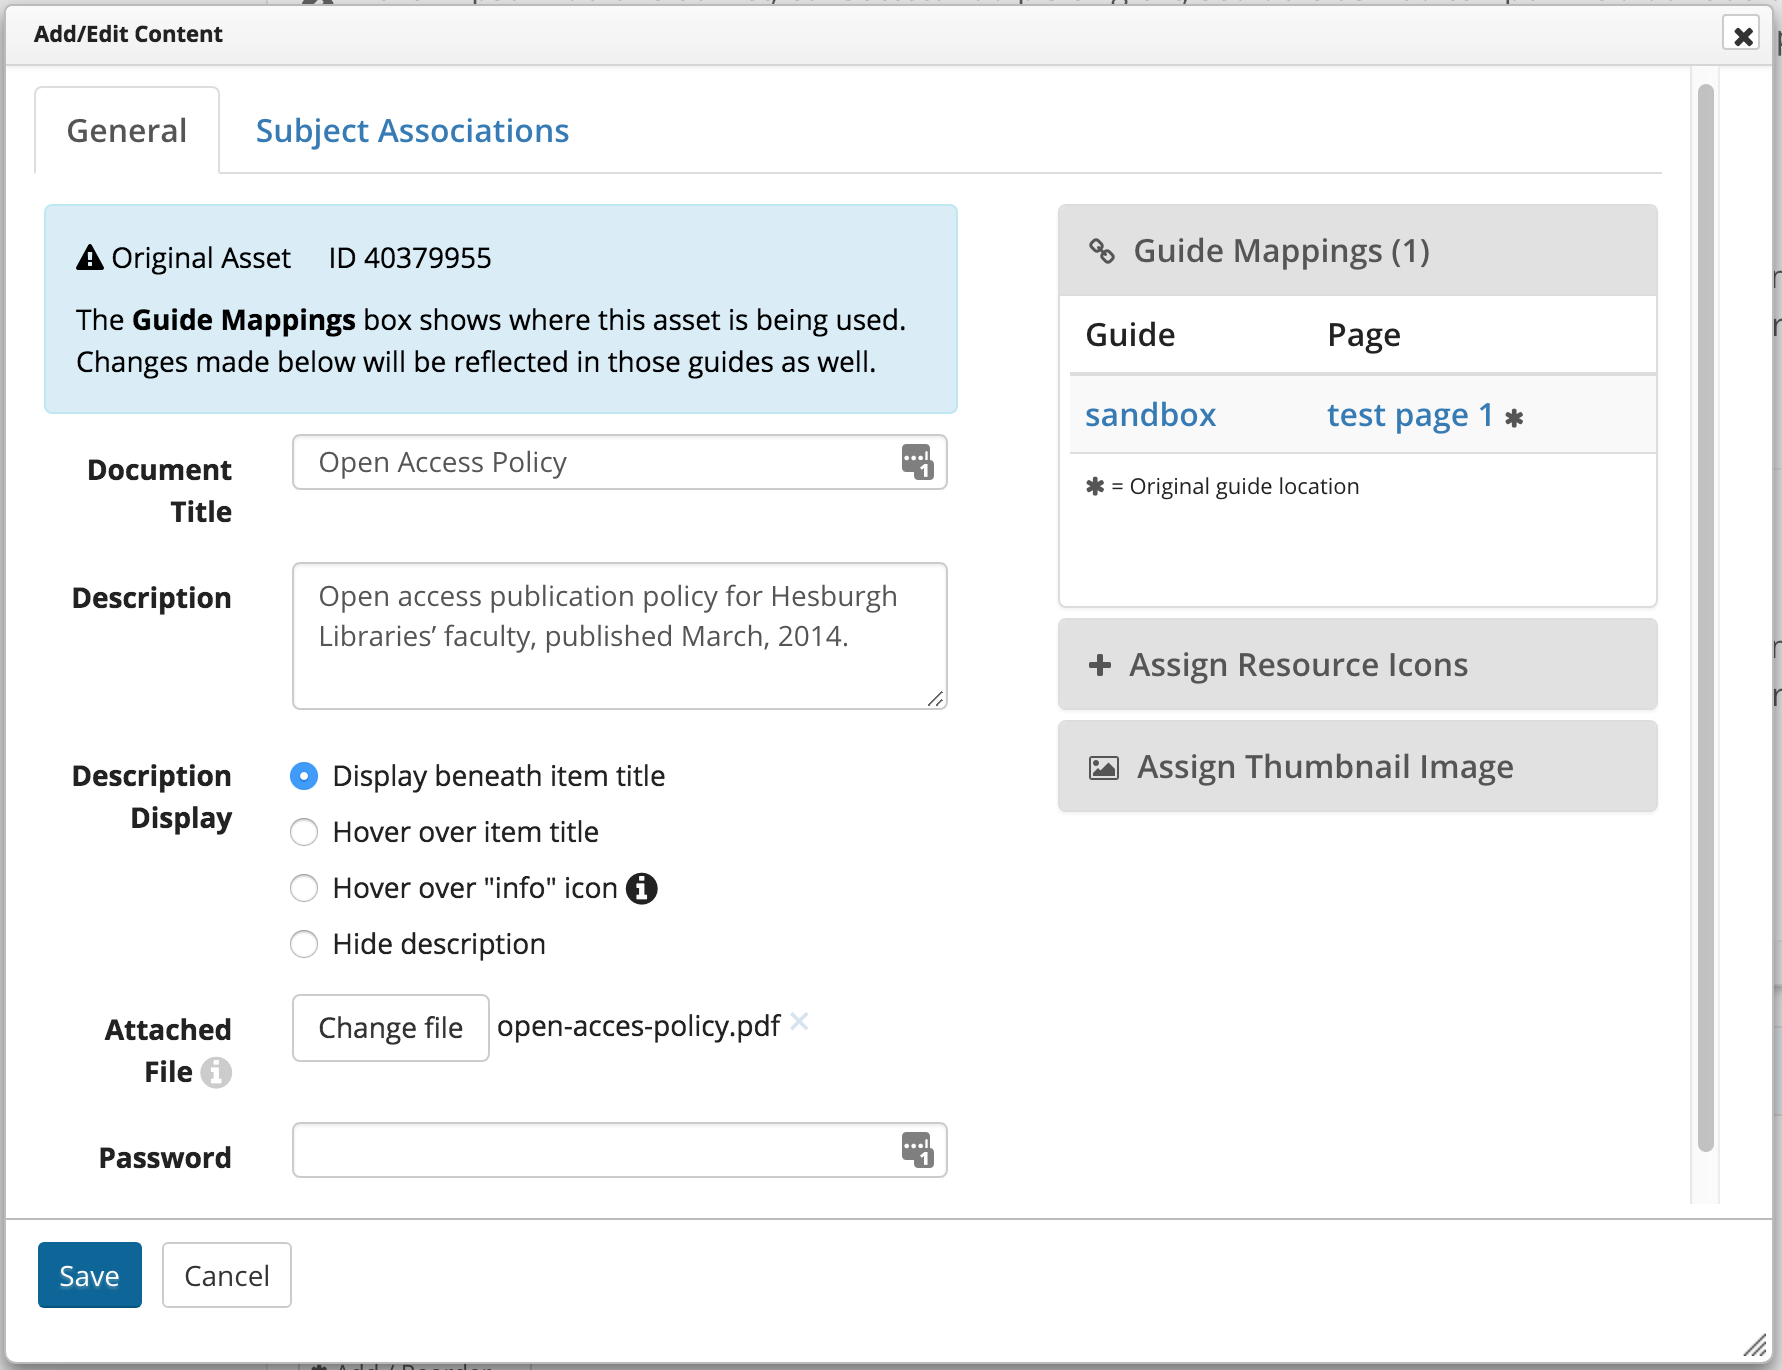 Add/Edit Content
General
Subject Associations
Original Asset ID 40379955
The Guide Mappings box shows where this asset is being used.
Changes made below will be reflected in those guides as well.
Document
Title
Open Access Policy
Description
Open access publication policy for Hesburgh
Libraries’ faculty, published March, 2014.
Description
Display
Display beneath item title
Hover over item title
Hover over "info" icon
Hide description
Attached
File
Change file
open-acces-policy.pdf
Password
Guide Mappings (1)
Guide Page
sandbox test page 1 ✱
✱ = Original guide location
Assign Resource Icons
Assign Thumbnail Image
Save
Cancel